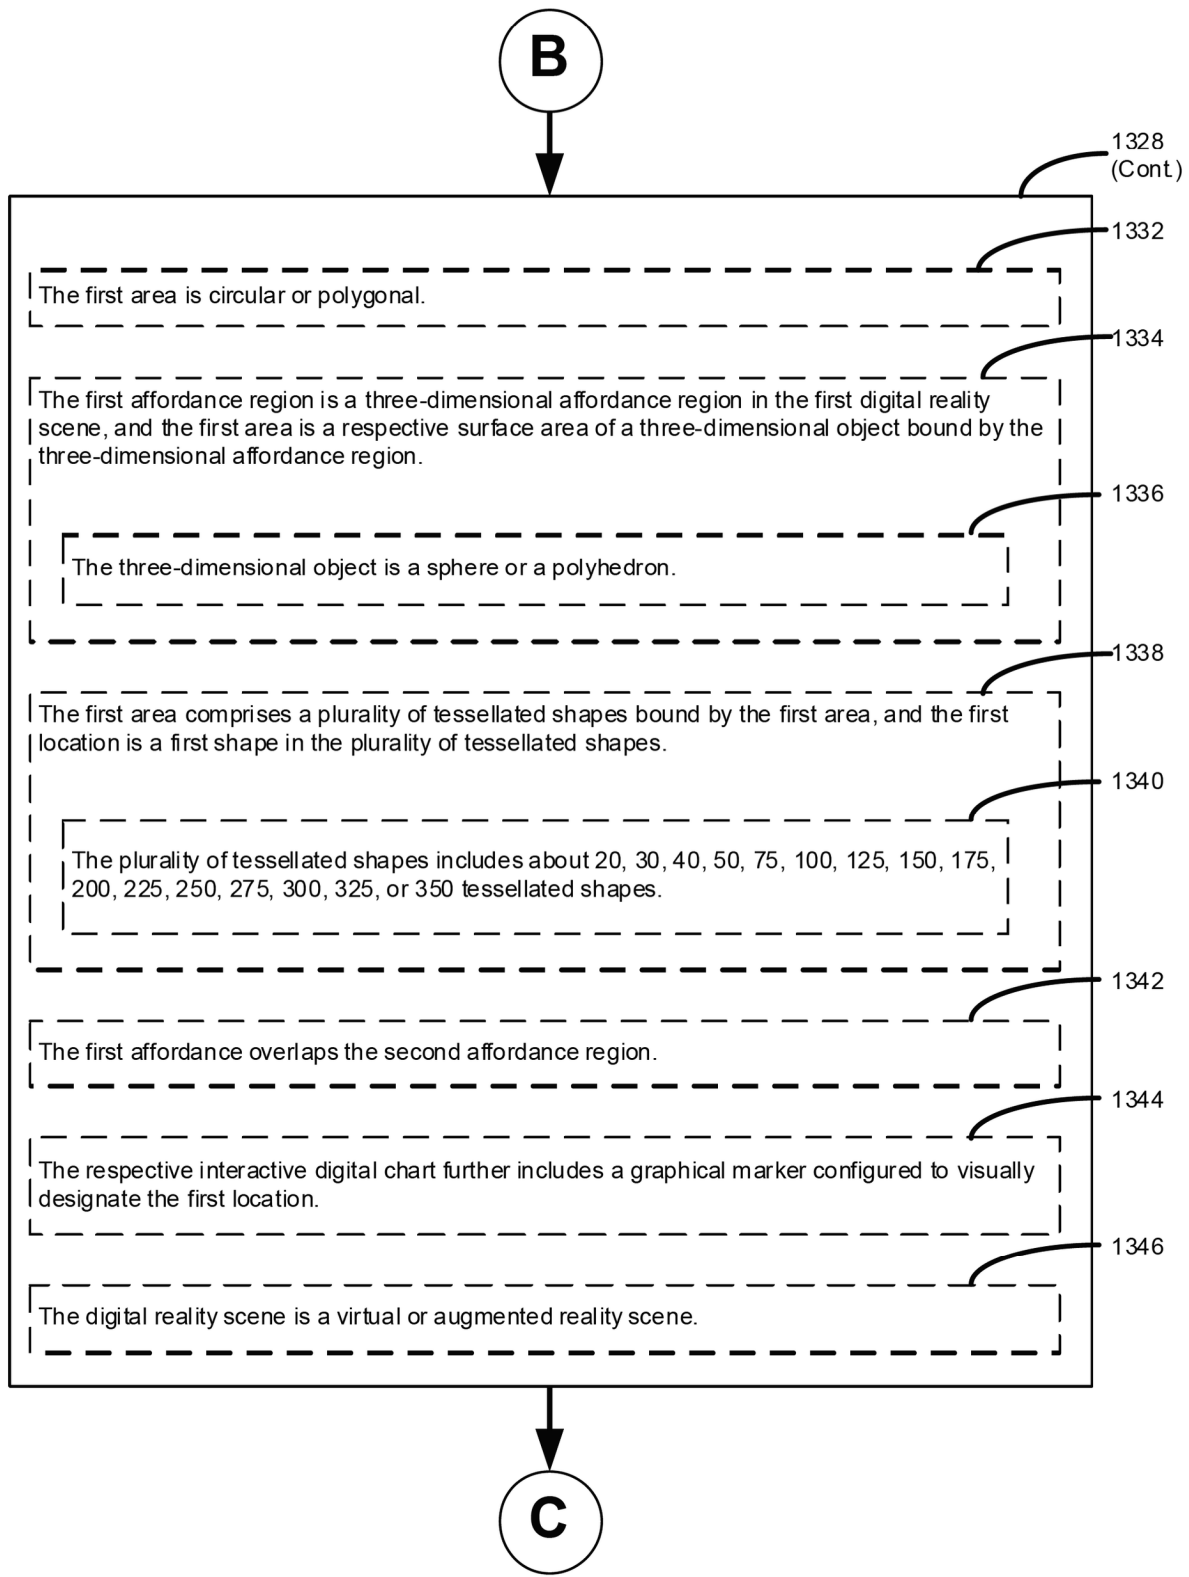 B
1328
(Cont.)
1332
The first area is circular or polygonal.
1334
The first affordance region is a three-dimensional affordance region in the first digital reality
scene, and the first area is a respective surface area of a three-dimensional object bound by the
three-dimensional affordance region.
1336
The three-dimensional object is a sphere or a polyhedron.
1338
The first area comprises a plurality of tessellated shapes bound by the first area, and the first
location is a first shape in the plurality of tessellated shapes.
1340
The plurality of tessellated shapes includes about 20, 30, 40, 50, 75, 100, 125, 150, 175,
200, 225, 250, 275, 300, 325, or 350 tessellated shapes.
1342
The first affordance overlaps the second affordance region.
1344
The respective interactive digital chart further includes a graphical marker configured to visually
designate the first location.
1346
The digital reality scene is a virtual or augmented reality scene.
C